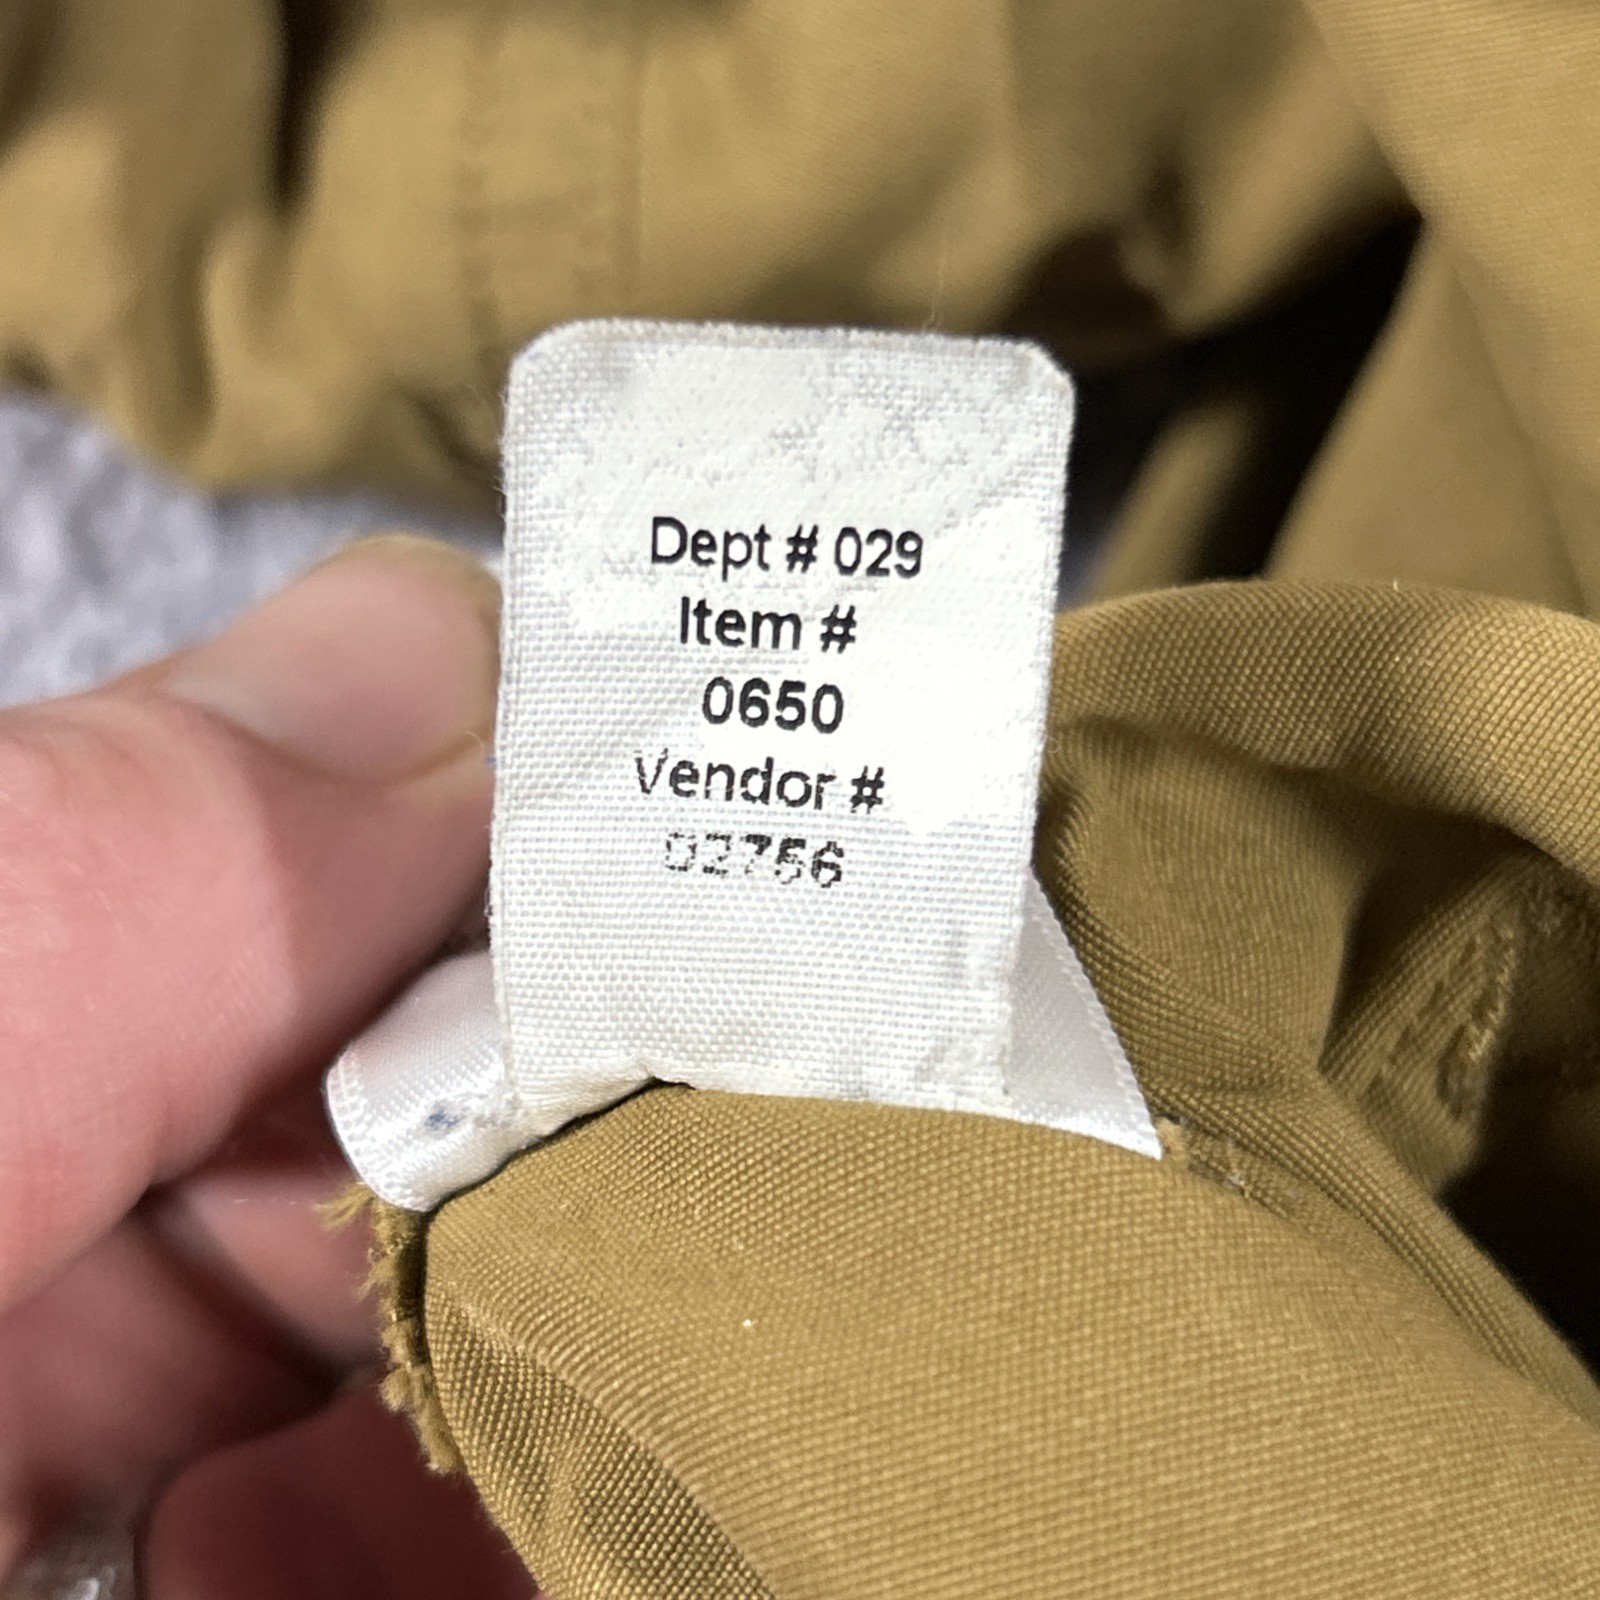 Dept # 029
Item #
0650
Vendor #
02756